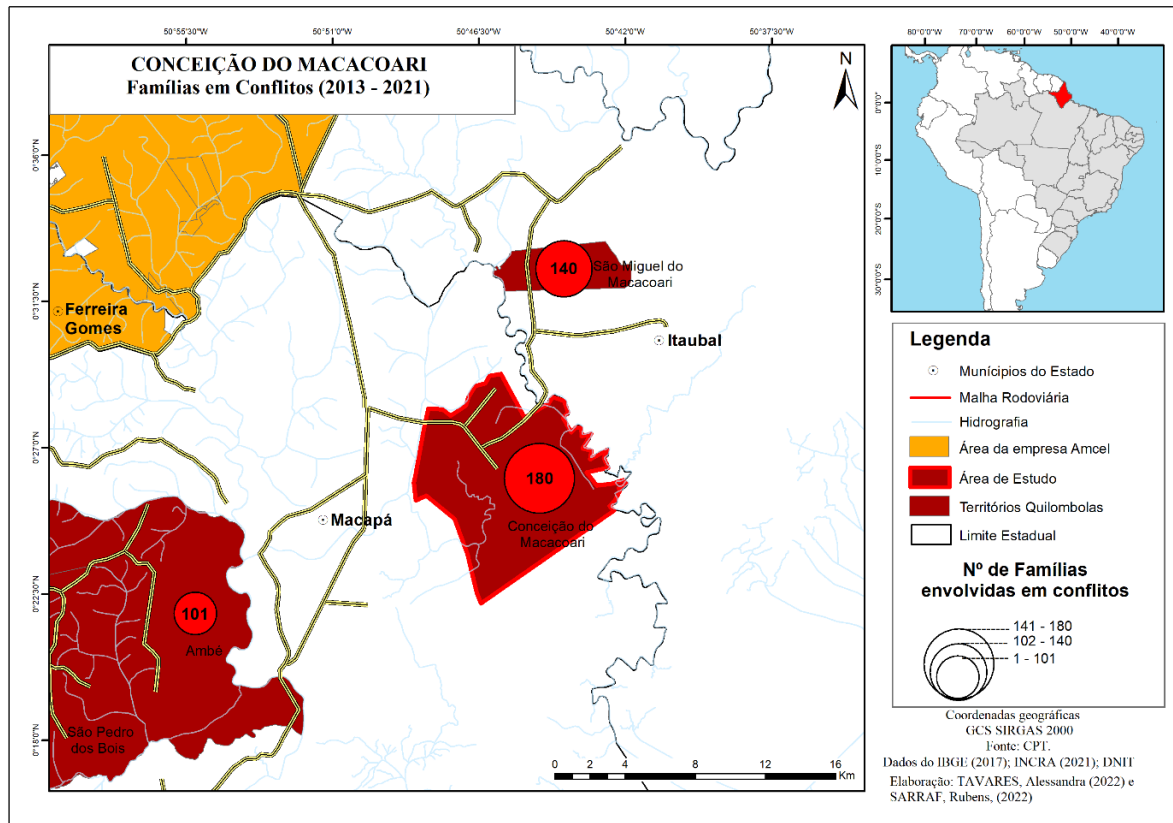 CONCEIÇÃO DO MACACOARI
Famílias em Conflitos (2013 - 2021)
50°55'30"W
50°51'0"W
50°46'30"W
50°42'0"W
50°37'30"W
N
0°36'0"N
0°31'30"N
0°27'0"N
0°22'30"N
0°18'0"N
140
São Miguel do
Macacoari
Ferreira
Gomes
Itaubal
180
Conceição do
Macacoari
Macapá
101
Ambé
São Pedro
dos Bois
0 2 4 8 12 16
Km
80°0'0"W
70°0'0"W
60°0'0"W
50°0'0"W
40°0'0"W
0°0'0"
10°0'0"S
20°0'0"S
30°0'0"S
Legenda
Munícipios do Estado
Malha Rodoviária
Hidrografia
Área da empresa Amcel
Área de Estudo
Territórios Quilombolas
Limite Estadual
Nº de Famílias
envolvidas em conflitos
141 - 180
102 - 140
1 - 101
Coordenadas geográficas
GCS SIRGAS 2000
Fonte: CPT.
Dados do IBGE (2017); INCRA (2021); DNIT
Elaboração: TAVARES, Alessandra (2022) e
SARRAF, Rubens, (2022)